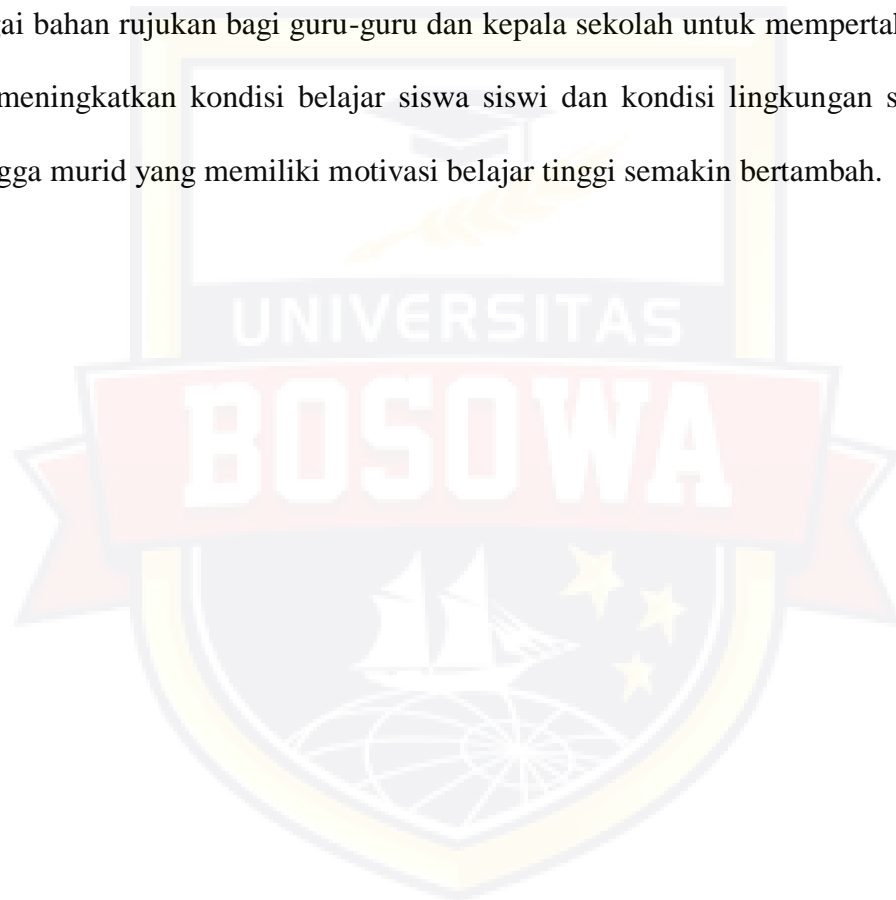 gai bahan rujukan bagi guru-guru dan kepala sekolah untuk mempertal
meningkatkan kondisi belajar siswa siswi dan kondisi lingkungan s
gga murid yang memiliki motivasi belajar tinggi semakin bertambah.
UNIVERSITAS
BOSOWA